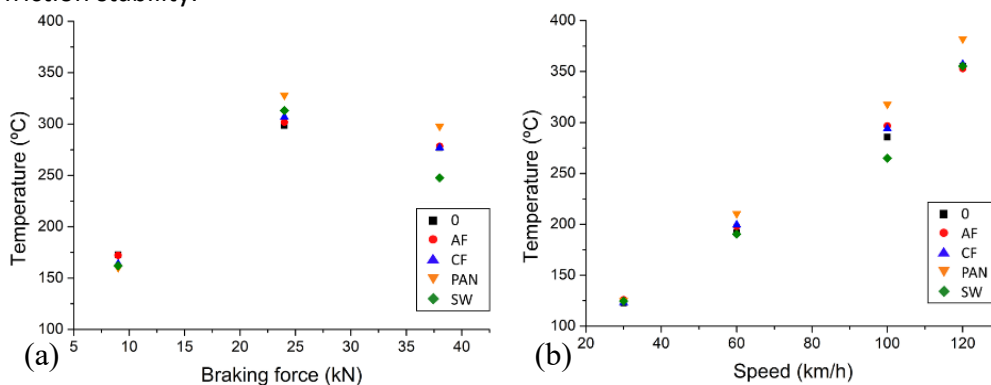 friction stability.
400
350
300
250
200
150
100
Temperature (ºC)
0
AF
CF
PAN
SW
5 10 15 20 25 30 35 40
(a)
Braking force (kN)
400
350
300
250
200
150
100
Temperature (ºC)
0
AF
CF
PAN
SW
20 40 60 80 100 120
(b)
Speed (km/h)